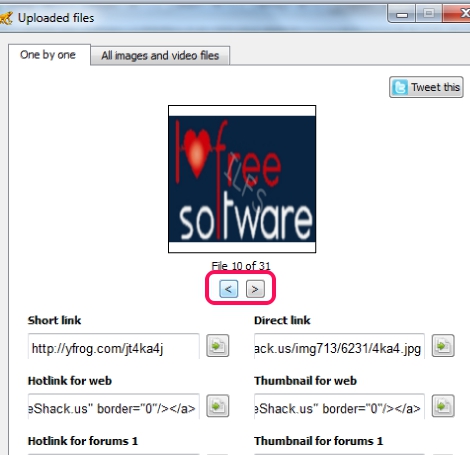 Uploaded files
One by one All images and video files
Tweet this
I free
software
File 10 of 31
< >
Short link Direct link
http://yfrog.com/jt4ka4j ack.us/img713/6231/4ka4.jpg
Hotlink for web Thumbnail for web
eShack.us" border="0"/></a> eShack.us" border="0"/></a>
Hotlink for forums 1 Thumbnail for forums 1